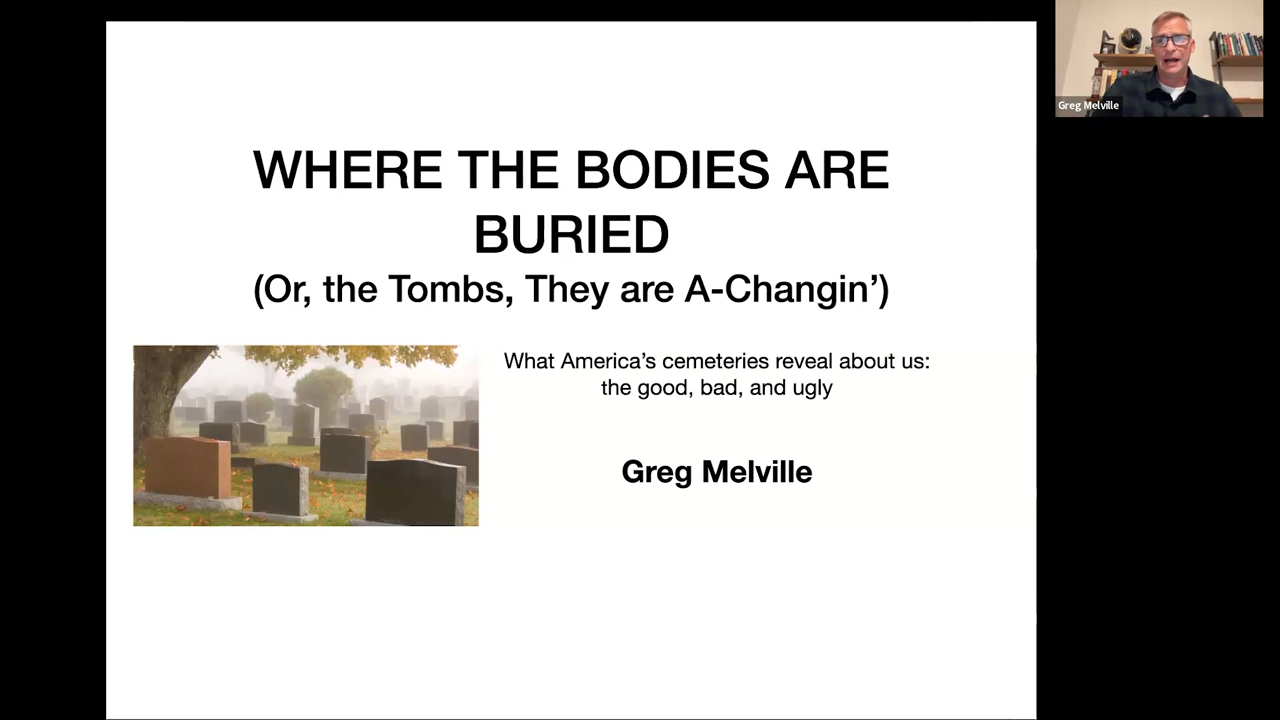 WHERE THE BODIES ARE
BURIED
(Or, the Tombs, They are A-Changin’)
What America’s cemeteries reveal about us:
the good, bad, and ugly
Greg Melville
Greg Melville